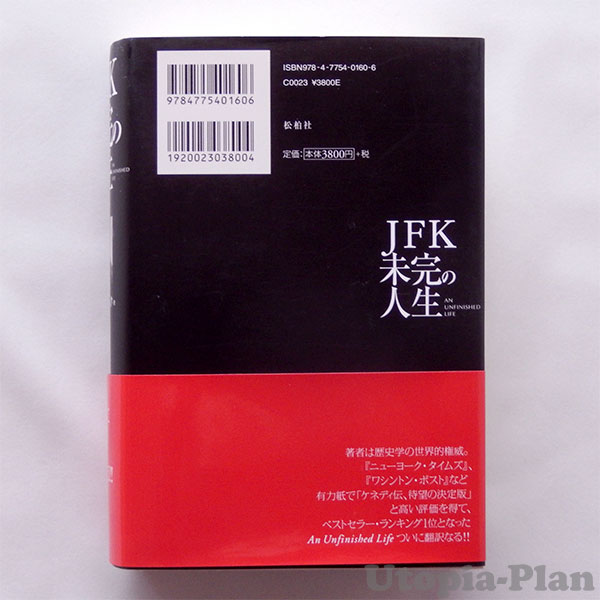 ISBN978-4-7754-0160-6
C0023 ¥3800E
9784775401606
松柏社
1920023038004
定価:本体3800円+税
JFK
未完の
人生
AN
UNFINISHED
LIFE
著者は歴史学の世界的権威。
『ニューヨーク・タイムズ』、
『ワシントン・ポスト』など
有力紙で「ケネディ伝、待望の決定版」
と高い評価を得て、
ベストセラー・ランキング1位となった
An Unfinished Life ついに翻訳なる!!
Utopia-Plan